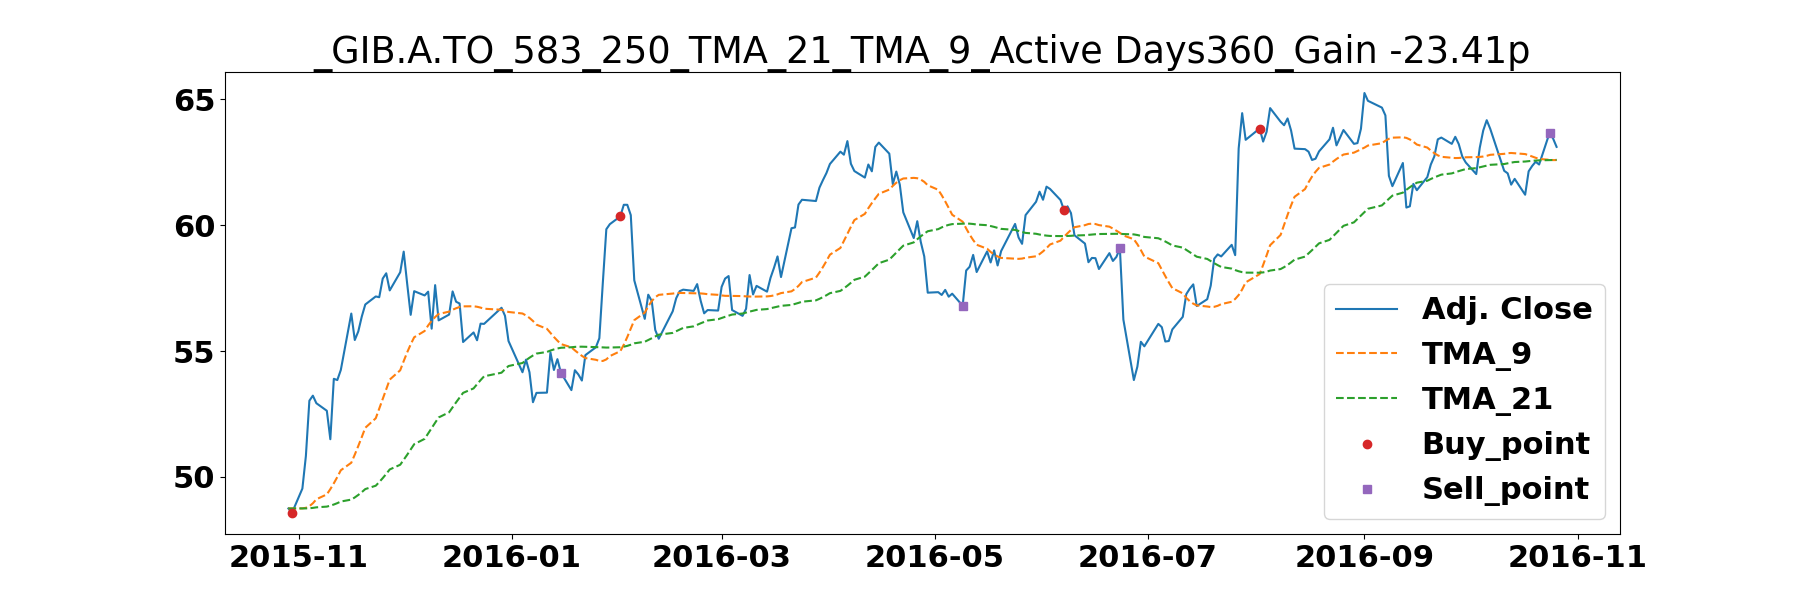 _GIB.A.TO_583_250_TMA_21_TMA_9_Active Days360_Gain -23.41p
65
60
55
50
Adj. Close
TMA_9
TMA_21
Buy_point
Sell_point
2015-11 2016-01 2016-03 2016-05 2016-07 2016-09 2016-11